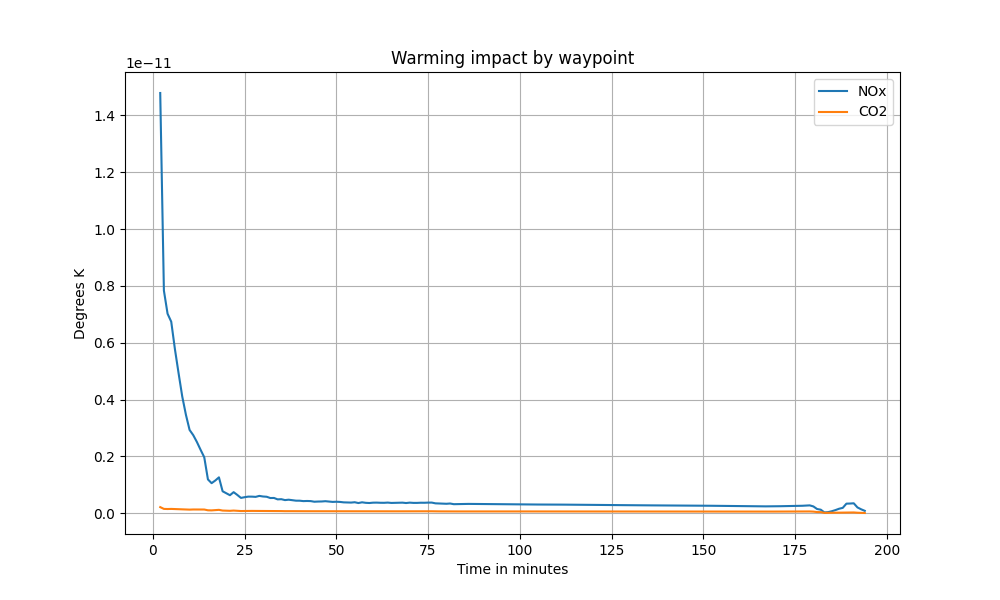 Warming impact by waypoint
1e−11
NOx
CO2
1.4
1.2
1.0
0.8
0.6
0.4
0.2
0.0
Degrees K
0 25 50 75 100 125 150 175 200
Time in minutes